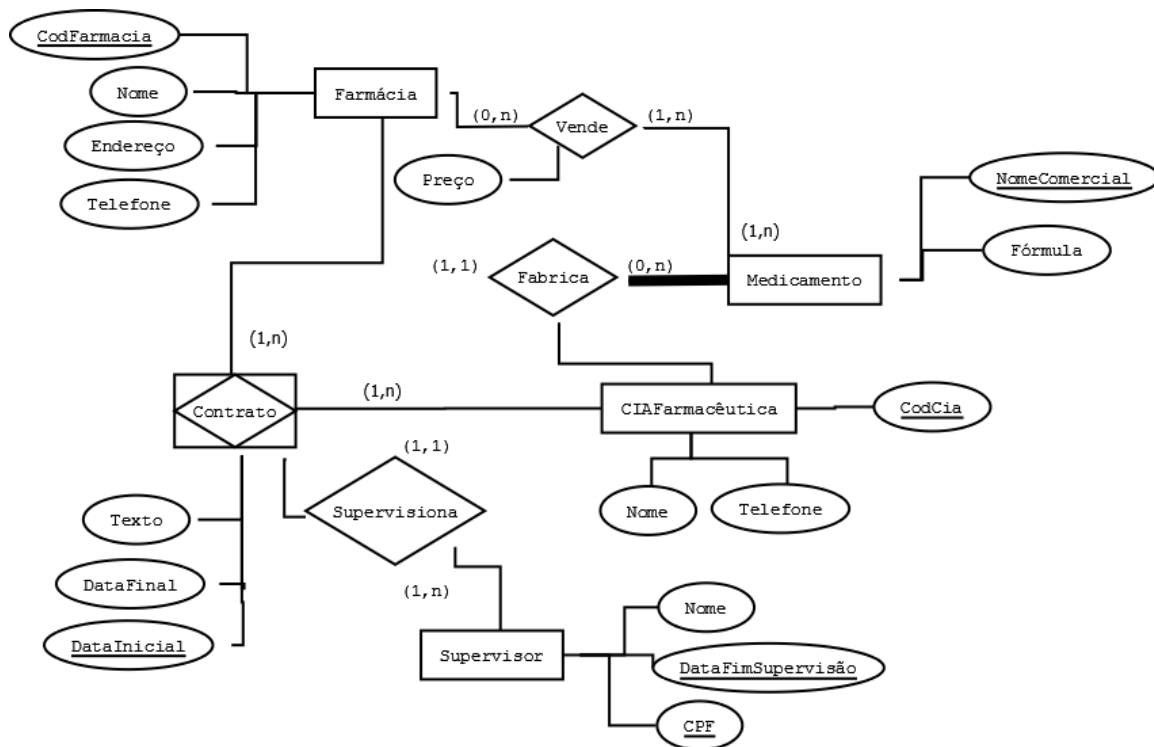 CodFarmacia
Nome
Farmácia
Endereço
Telefone
(0,n)
Vende
(1,n)
Preço
NomeComercial
Fórmula
(1,n)
Medicamento
(1,1)
Fabrica
(0,n)
(1,n)
Contrato
(1,n)
CIAFarmacêutica
CodCia
(1,1)
Nome
Telefone
Texto
Supervisiona
DataFinal
(1,n)
DataInicial
Supervisor
Nome
DataFimSupervisão
CPF